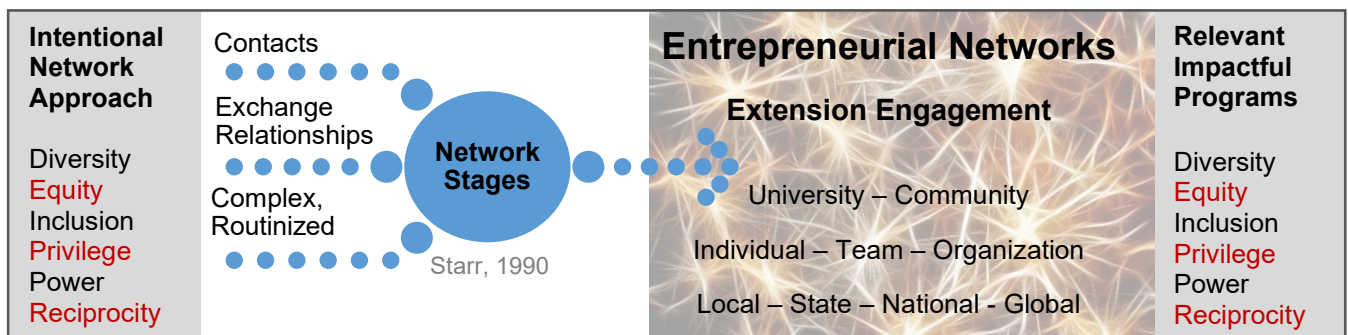 Intentional
Network
Approach
Diversity
Equity
Inclusion
Privilege
Power
Reciprocity
Contacts
Exchange
Relationships
Complex,
Routinized
Network
Stages
Starr, 1990
Entrepreneurial Networks
Extension Engagement
University – Community
Individual – Team – Organization
Local – State – National - Global
Relevant
Impactful
Programs
Diversity
Equity
Inclusion
Privilege
Power
Reciprocity